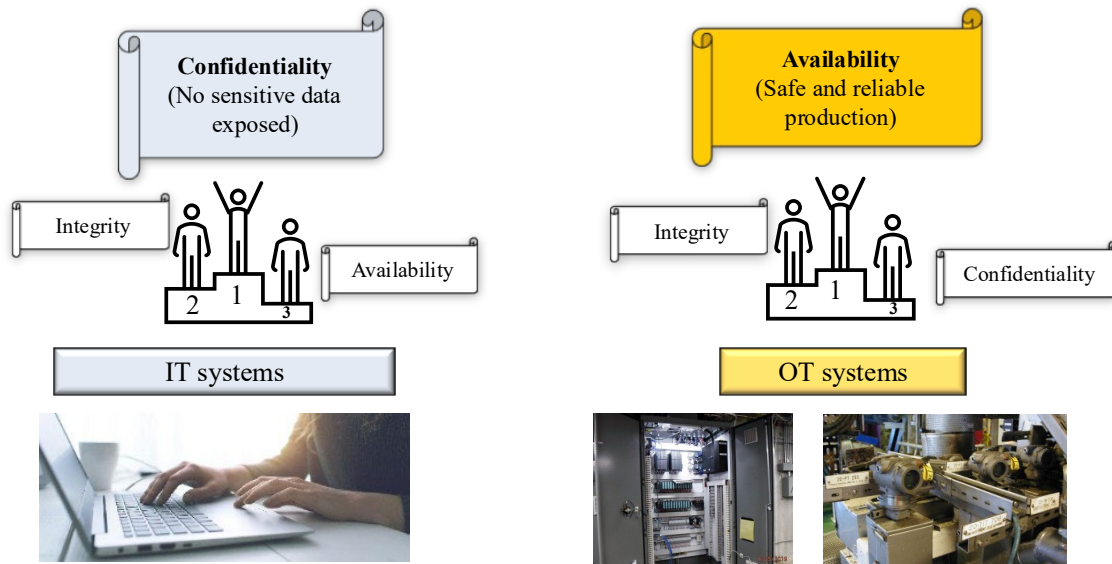 Confidentiality
(No sensitive data
exposed)
Integrity
Availability
2
1
3
IT systems
Availability
(Safe and reliable
production)
Integrity
Confidentiality
2
1
3
OT systems